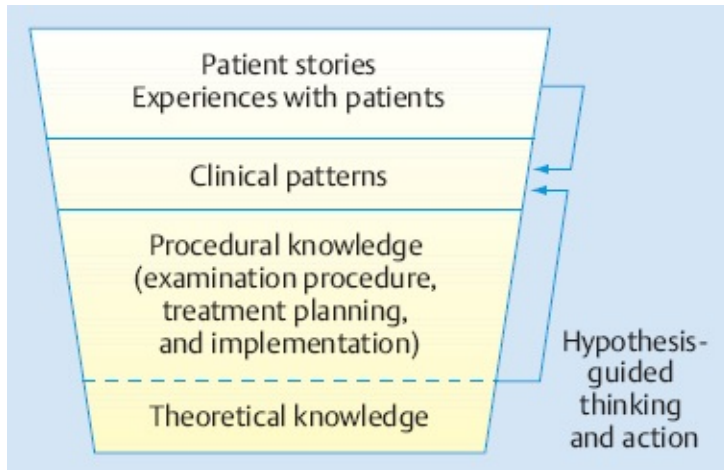 Patient stories
Experiences with patients
Clinical patterns
Procedural knowledge
(examination procedure,
treatment planning,
and implementation)
Theoretical knowledge
Hypothesis-
guided
thinking
and action